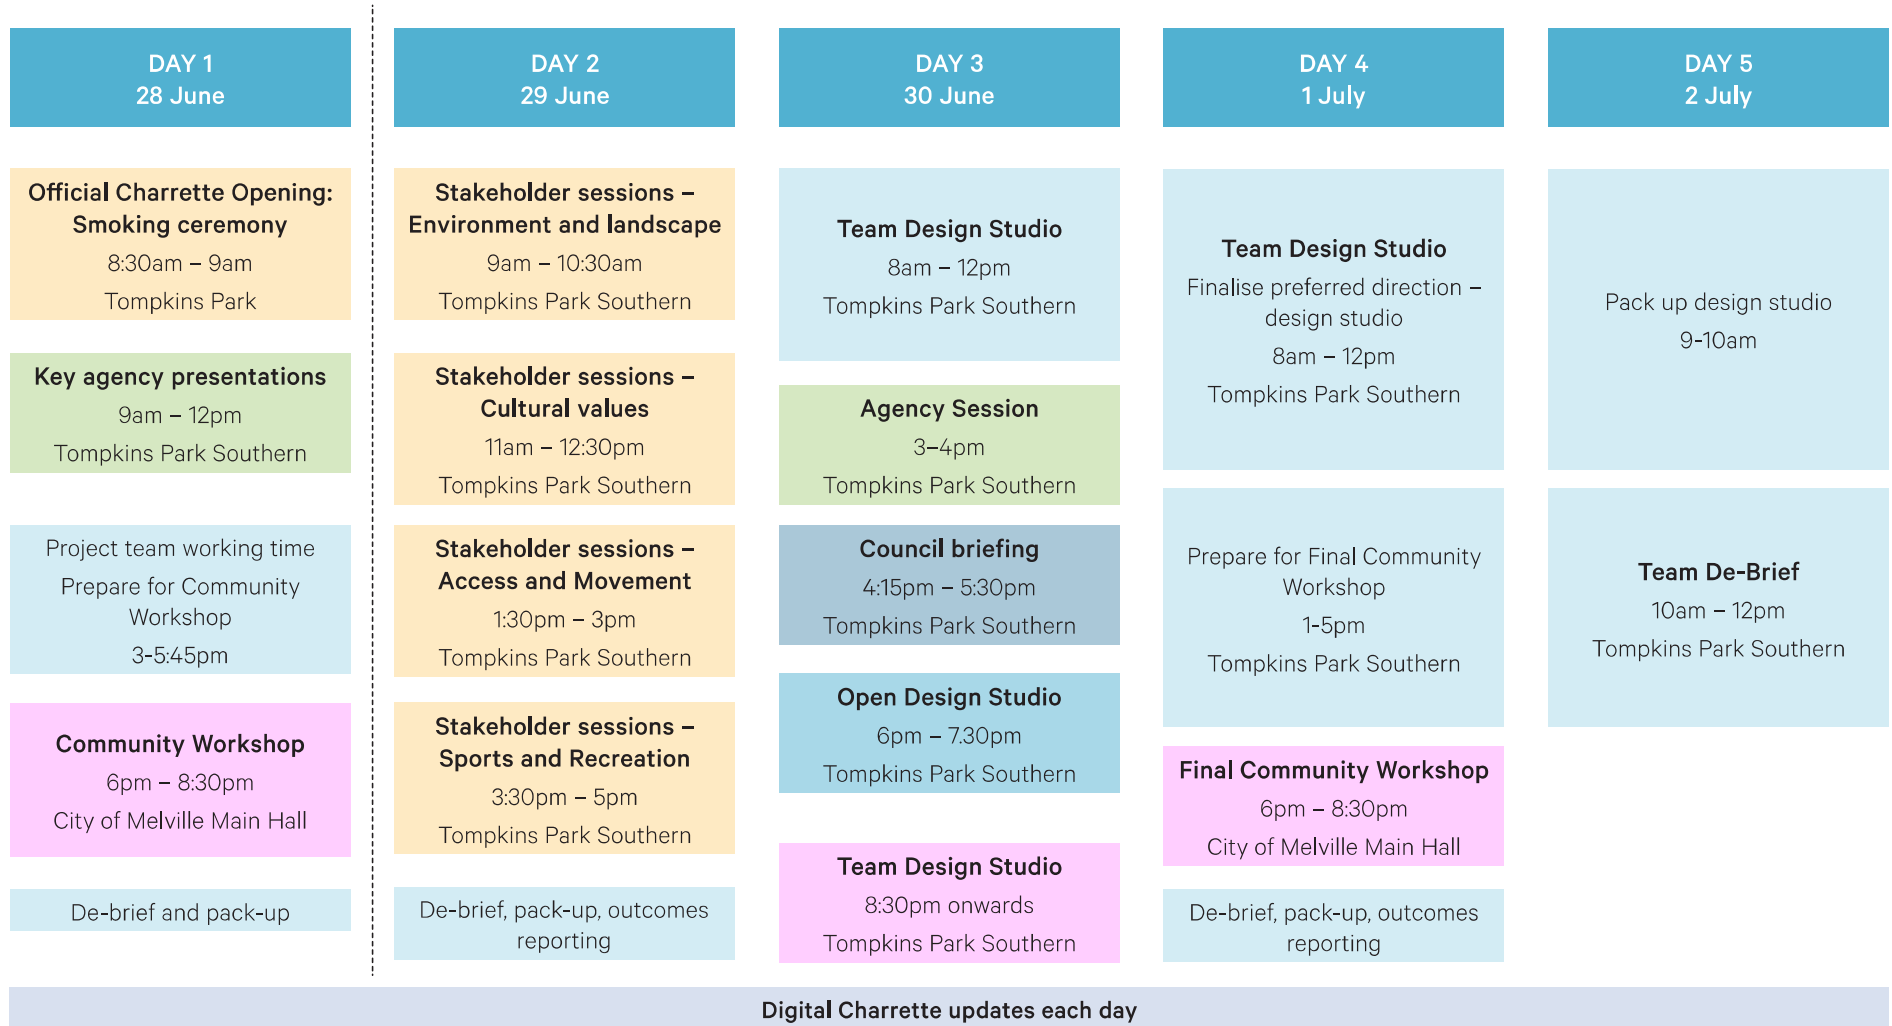 DAY 1
28 June
Official Charrette Opening:
Smoking ceremony
8:30am – 9am
Tompkins Park
Key agency presentations
9am – 12pm
Tompkins Park Southern
Project team working time
Prepare for Community
Workshop
3-5:45pm
Community Workshop
6pm – 8:30pm
City of Melville Main Hall
De-brief and pack-up
DAY 2
29 June
Stakeholder sessions –
Environment and landscape
9am – 10:30am
Tompkins Park Southern
Stakeholder sessions –
Cultural values
11am – 12:30pm
Tompkins Park Southern
Stakeholder sessions –
Access and Movement
1:30pm – 3pm
Tompkins Park Southern
Stakeholder sessions –
Sports and Recreation
3:30pm – 5pm
Tompkins Park Southern
De-brief, pack-up, outcomes
reporting
DAY 3
30 June
Team Design Studio
8am – 12pm
Tompkins Park Southern
Agency Session
3–4pm
Tompkins Park Southern
Council briefing
4:15pm – 5:30pm
Tompkins Park Southern
Open Design Studio
6pm – 7.30pm
Tompkins Park Southern
Team Design Studio
8:30pm onwards
Tompkins Park Southern
DAY 4
1 July
Team Design Studio
Finalise preferred direction –
design studio
8am – 12pm
Tompkins Park Southern
Prepare for Final Community
Workshop
1-5pm
Tompkins Park Southern
Final Community Workshop
6pm – 8:30pm
City of Melville Main Hall
De-brief, pack-up, outcomes
reporting
DAY 5
2 July
Pack up design studio
9-10am
Team De-Brief
10am – 12pm
Tompkins Park Southern
Digital Charrette updates each day